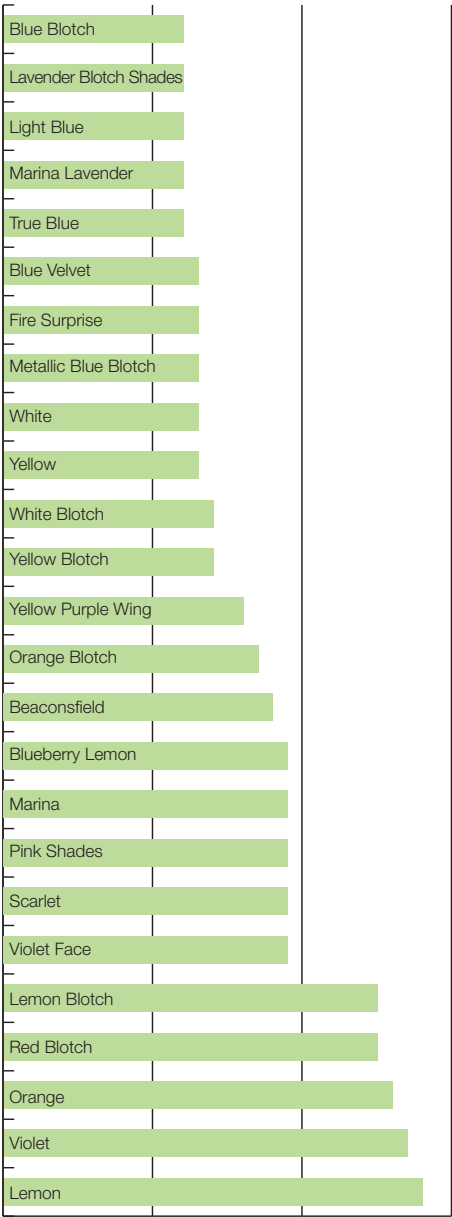 Blue Blotch
Lavender Blotch Shades
Light Blue
Marina Lavender
True Blue
Blue Velvet
Fire Surprise
Metallic Blue Blotch
White
Yellow
White Blotch
Yellow Blotch
Yellow Purple Wing
Orange Blotch
Beaconsfield
Blueberry Lemon
Marina
Pink Shades
Scarlet
Violet Face
Lemon Blotch
Red Blotch
Orange
Violet
Lemon